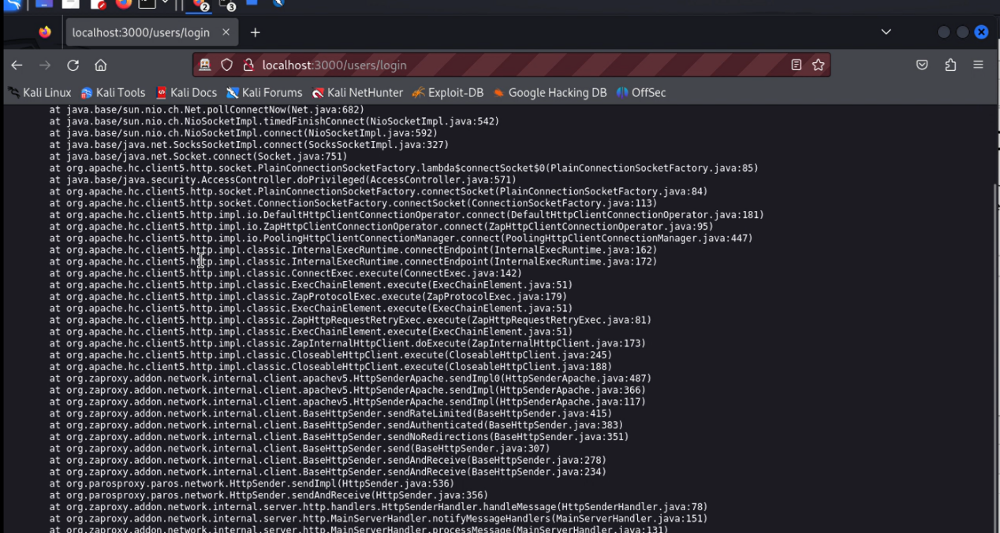 2
3
localhost:3000/users/login
localhost:3000/users/login
Kali Linux Kali Tools Kali Docs Kali Forums Kali NetHunter Exploit-DB Google Hacking DB OffSec
at java.base/sun.nio.ch.Net.pollConnectNow(Net.java:682)
at java.base/sun.nio.ch.NioSocketImpl.timedFinishConnect(NioSocketImpl.java:542)
at java.base/sun.nio.ch.NioSocketImpl.connect(NioSocketImpl.java:592)
at java.base/java.net.SocksSocketImpl.connect(SocksSocketImpl.java:327)
at java.base/java.net.Socket.connect(Socket.java:751)
at org.apache.hc.client5.http.socket.PlainConnectionSocketFactory.lambda$connectSocket$0(PlainConnectionSocketFactory.java:85)
at java.base/java.security.AccessController.doPrivileged(AccessController.java:571)
at org.apache.hc.client5.http.socket.PlainConnectionSocketFactory.connectSocket(PlainConnectionSocketFactory.java:84)
at org.apache.hc.client5.http.socket.ConnectionSocketFactory.connectSocket(ConnectionSocketFactory.java:113)
at org.apache.hc.client5.http.impl.io.DefaultHttpClientConnectionOperator.connect(DefaultHttpClientConnectionOperator.java:181)
at org.apache.hc.client5.http.impl.io.ZapHttpClientConnectionOperator.connect(ZapHttpClientConnectionOperator.java:95)
at org.apache.hc.client5.http.impl.io.PoolingHttpClientConnectionManager.connect(PoolingHttpClientConnectionManager.java:447)
at org.apache.hc.client5.http.impl.classic.InternalExecRuntime.connectEndpoint(InternalExecRuntime.java:162)
at org.apache.hc.client5.http.impl.classic.InternalExecRuntime.connectEndpoint(InternalExecRuntime.java:172)
at org.apache.hc.client5.http.impl.classic.ConnectExec.execute(ConnectExec.java:142)
at org.apache.hc.client5.http.impl.classic.ExecChainElement.execute(ExecChainElement.java:51)
at org.apache.hc.client5.http.impl.classic.ZapProtocolExec.execute(ZapProtocolExec.java:179)
at org.apache.hc.client5.http.impl.classic.ExecChainElement.execute(ExecChainElement.java:51)
at org.apache.hc.client5.http.impl.classic.ZapHttpRequestRetryExec.execute(ZapHttpRequestRetryExec.java:81)
at org.apache.hc.client5.http.impl.classic.ExecChainElement.execute(ExecChainElement.java:51)
at org.apache.hc.client5.http.impl.classic.ZapInternalHttpClient.doExecute(ZapInternalHttpClient.java:173)
at org.apache.hc.client5.http.impl.classic.CloseableHttpClient.execute(CloseableHttpClient.java:245)
at org.apache.hc.client5.http.impl.classic.CloseableHttpClient.execute(CloseableHttpClient.java:188)
at org.zaproxy.addon.network.internal.client.apachev5.HttpSenderApache.sendImpl0(HttpSenderApache.java:487)
at org.zaproxy.addon.network.internal.client.apachev5.HttpSenderApache.sendImpl(HttpSenderApache.java:366)
at org.zaproxy.addon.network.internal.client.apachev5.HttpSenderApache.sendImpl(HttpSenderApache.java:117)
at org.zaproxy.addon.network.internal.client.BaseHttpSender.sendRateLimited(BaseHttpSender.java:415)
at org.zaproxy.addon.network.internal.client.BaseHttpSender.sendAuthenticated(BaseHttpSender.java:383)
at org.zaproxy.addon.network.internal.client.BaseHttpSender.sendNoRedirections(BaseHttpSender.java:351)
at org.zaproxy.addon.network.internal.client.BaseHttpSender.send(BaseHttpSender.java:307)
at org.zaproxy.addon.network.internal.client.BaseHttpSender.sendAndReceive(BaseHttpSender.java:278)
at org.zaproxy.addon.network.internal.client.BaseHttpSender.sendAndReceive(BaseHttpSender.java:234)
at org.parosproxy.paros.network.HttpSender.sendImpl(HttpSender.java:536)
at org.parosproxy.paros.network.HttpSender.sendAndReceive(HttpSender.java:356)
at org.zaproxy.addon.network.internal.server.http.handlers.HttpSenderHandler.handleMessage(HttpSenderHandler.java:78)
at org.zaproxy.addon.network.internal.server.http.MainServerHandler.notifyMessageHandlers(MainServerHandler.java:151)
at org.zaproxy.addon.network.internal.server.http.MainServerHandler.processMessage(MainServerHandler.java:131)